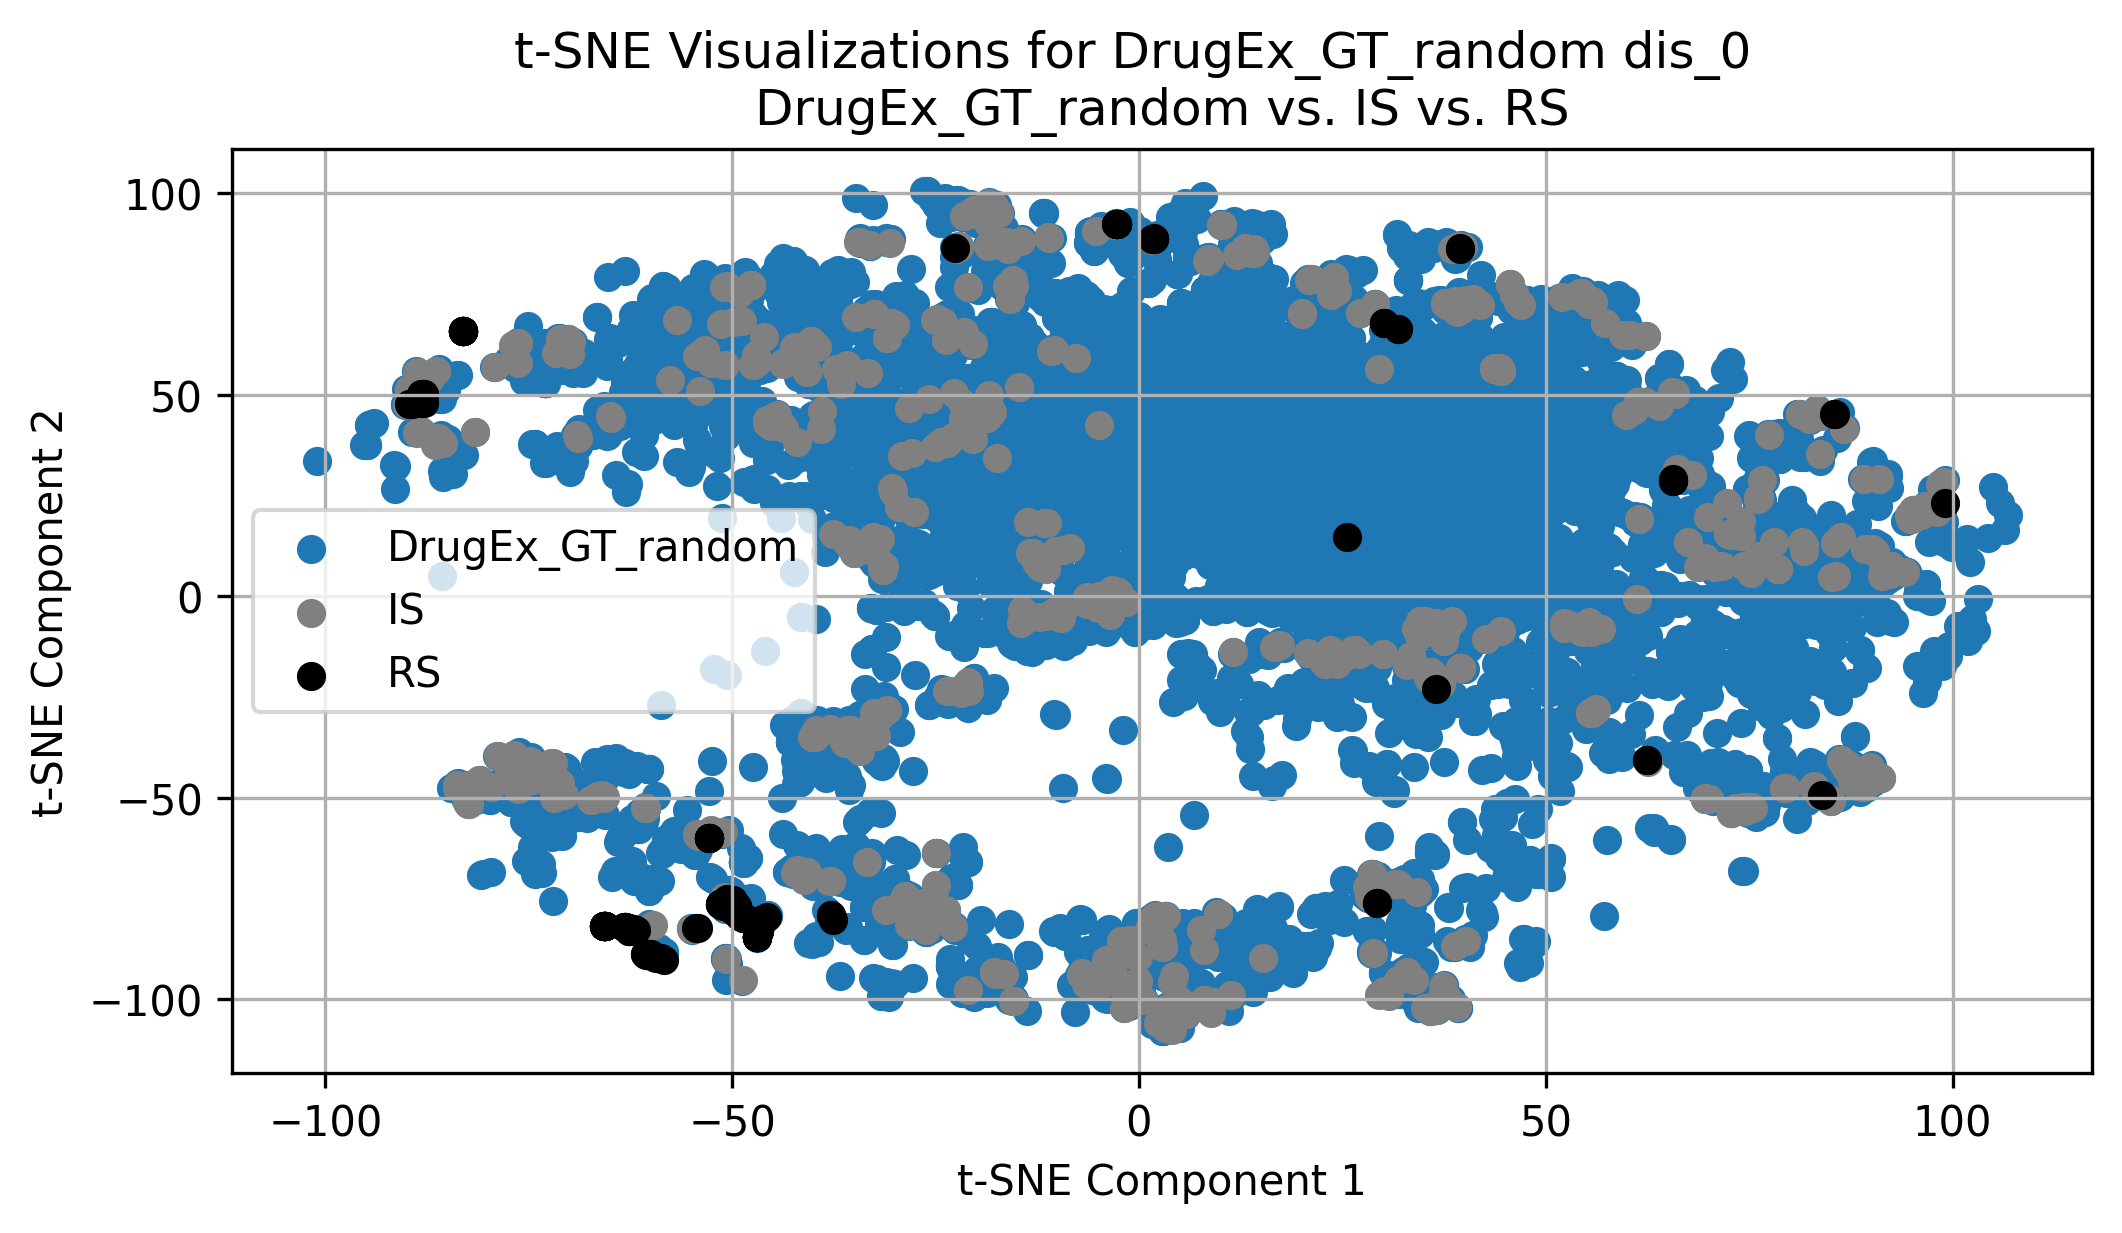 t-SNE Visualizations for DrugEx_GT_random dis_0
DrugEx_GT_random vs. IS vs. RS
t-SNE Component 2
100
50
0
−50
−100
DrugEx_GT_random
IS
RS
−100
−50
0
50
100
t-SNE Component 1